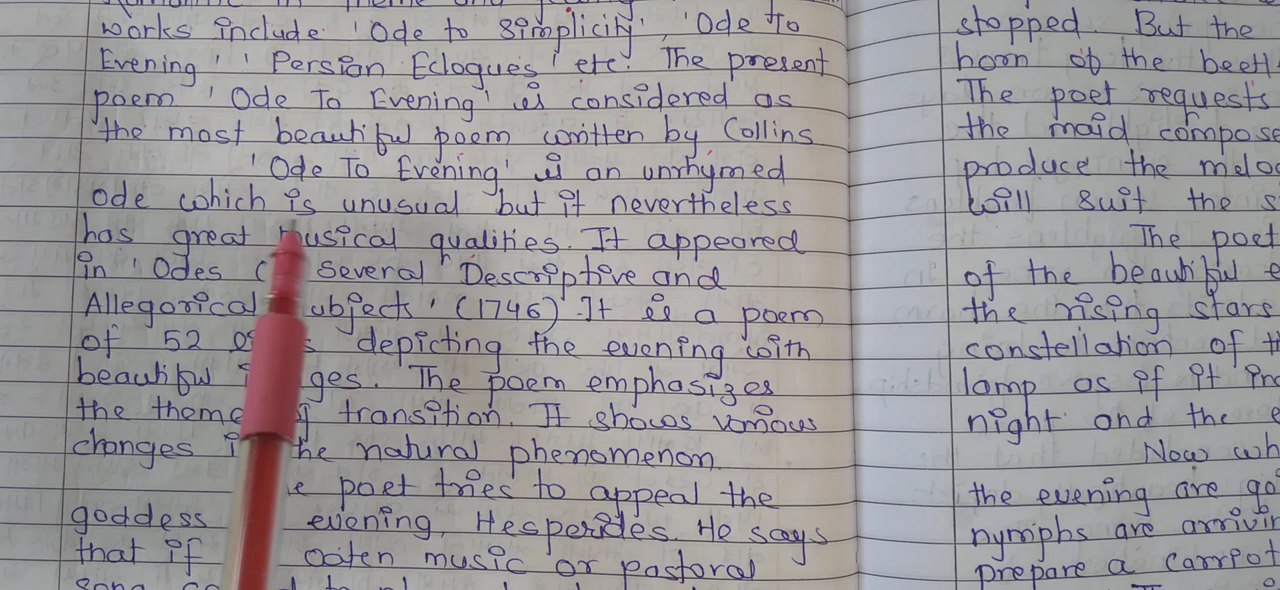 works include 'Ode to Simplicity', 'Ode to
Evening' 'Persian Eclogues' etc. The present
poem 'Ode To Evening' is considered as
the most beautiful poem written by Collins
'Ode To Evening' is an unrhymed
ode which is unusual but it nevertheless
has great musical qualities. It appeared
in 'Odes ( several Descriptive and
Allegorical subject' (1746). It is a poem
of 52 depicting the evening with
beautiful ges. The poem emphasizes
the theme transition. It shows various
changes the natural phenomenon.
poet tries to appeal the
goddess evening, Hesperides. He says
that if oaten music or pastoral
song
stopped. But the
horn of the beetl
The poet requests
the maid compose
produce the melo
will suit the s
The poet
of the beautiful e
the rising stars
constellation of t
lamp as if it in
night and the e
Now wh
the evening are go
nymphs are arrivin
prepare a carriot